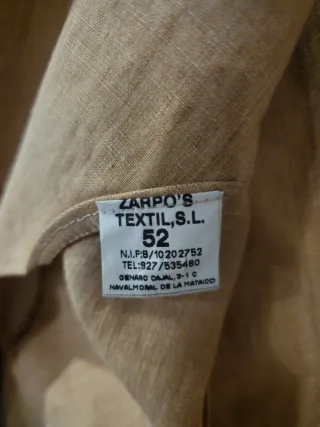 ZARPO'S
TEXTIL,S.L.
52
N.I.F:B/10202752
TEL:927/535480
GENARO CAJAL,3-1 C
NAVALMORAL DE LA MATA(CC)